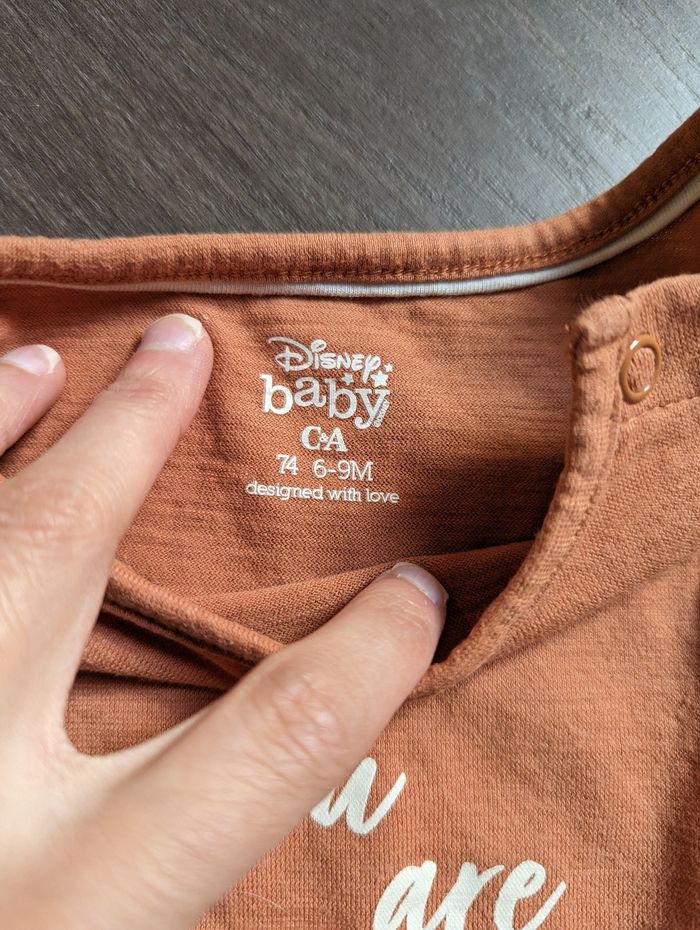 Disney
baby
C&A
74 6-9M
designed with love
are